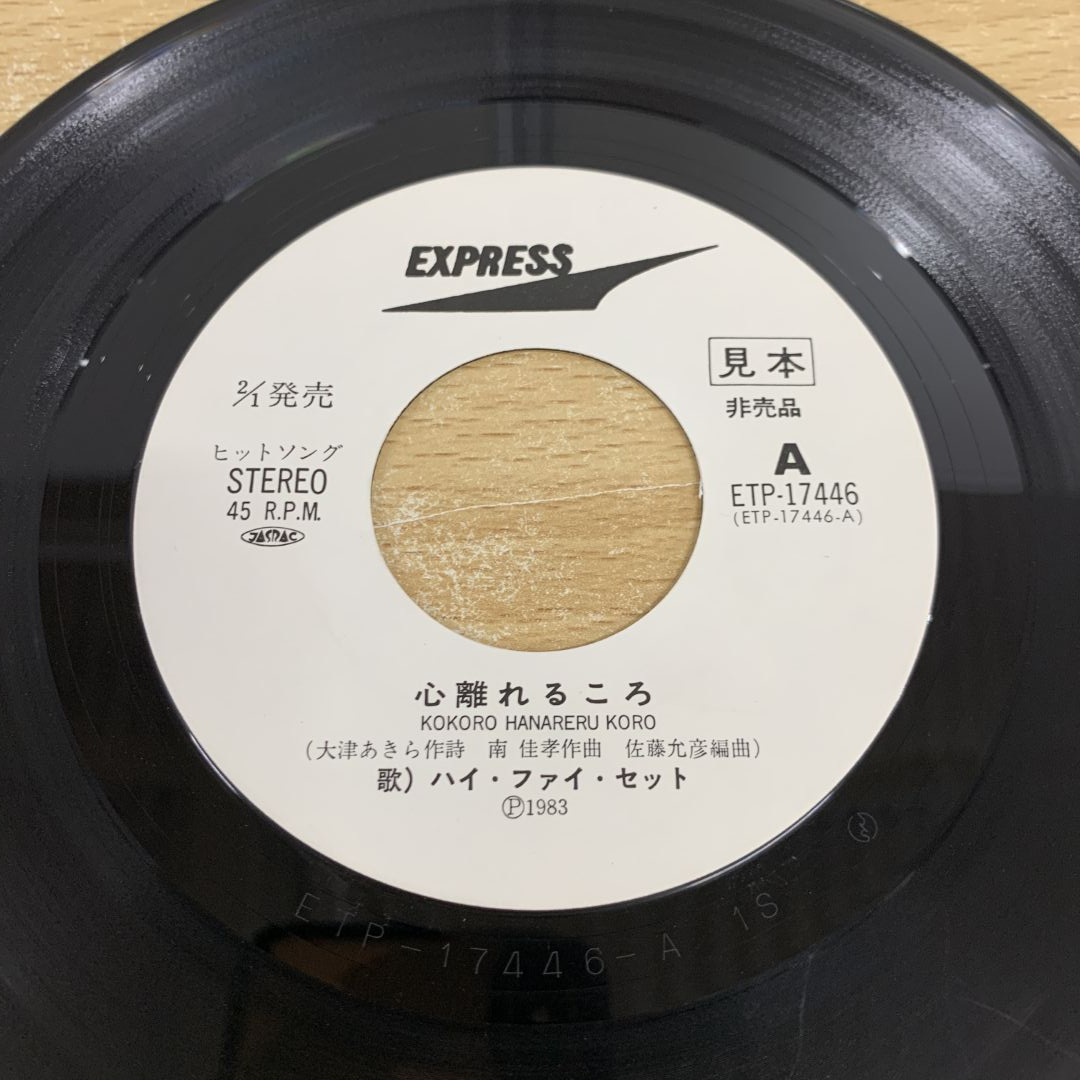 EXPRESS
見本
非売品
2/1発売
A
ヒットソング
STEREO
45 R.P.M.
JASRAC
ETP-17446
(ETP-17446-A)
心離れるころ
KOKORO HANARERU KORO
(大津あきら作詩 南 佳孝作曲 佐藤允彦編曲)
歌) ハイ・ファイ・セット
Ⓟ1983
ETP-17446-A 1S